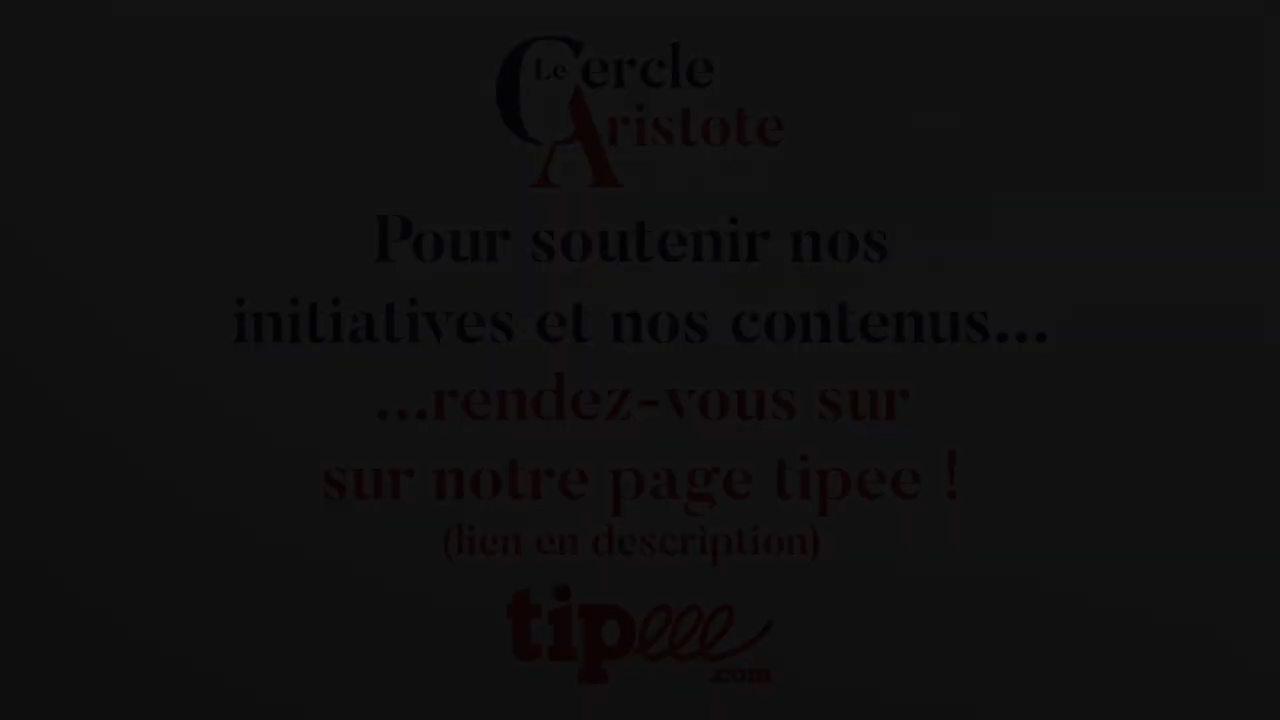 Le Cercle
Aristote
Pour soutenir nos
initiatives et nos contenus...
...rendez-vous sur
sur notre page tipee !
(lien en description)
tipeee
.com